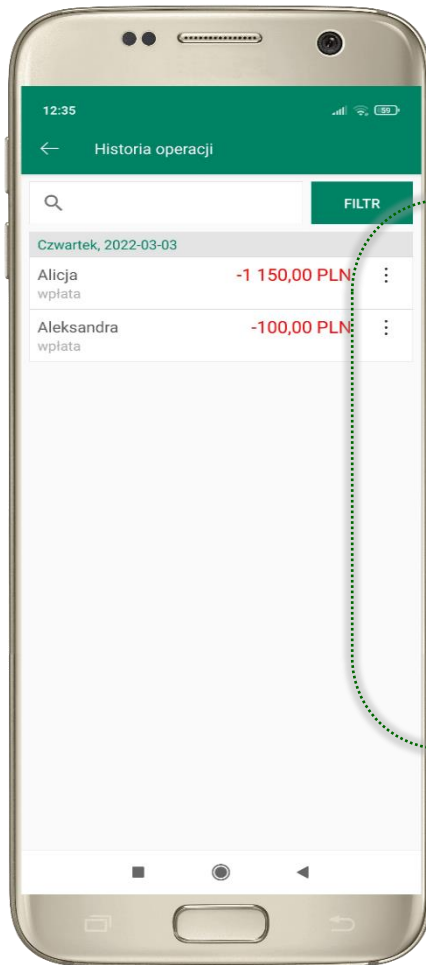 12:35
59
Historia operacji
FILTR
Czwartek, 2022-03-03
Alicja -1 150,00 PLN
wpłata
Aleksandra -100,00 PLN
wpłata